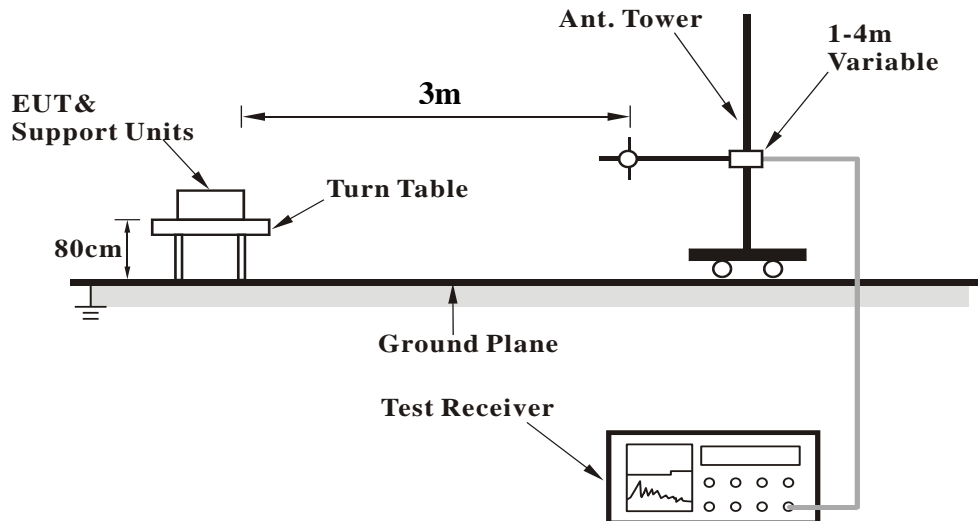 Ant. Tower
1-4m
Variable
3m
EUT&
Support Units
Turn Table
80cm
Ground Plane
Test Receiver